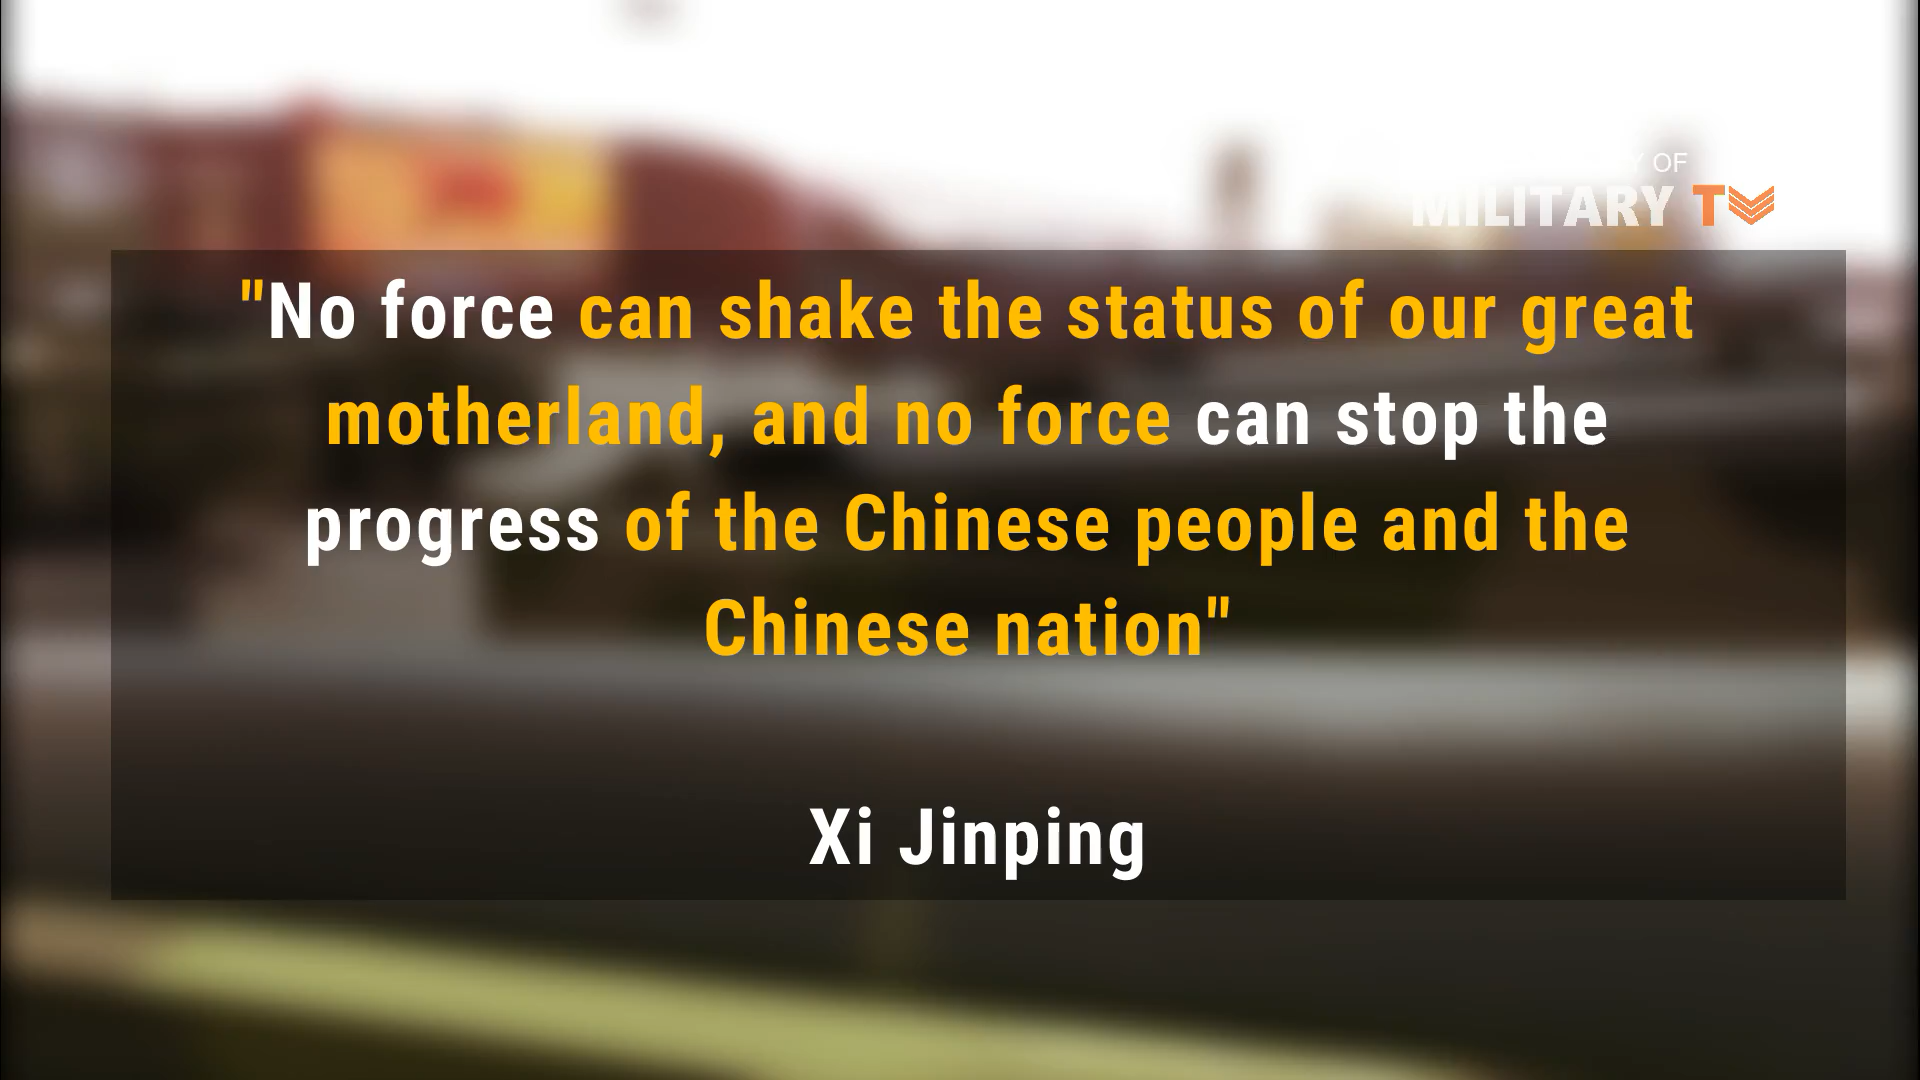 OF
MILITARY TV
"No force can shake the status of our great
motherland, and no force can stop the
progress of the Chinese people and the
Chinese nation"
Xi Jinping